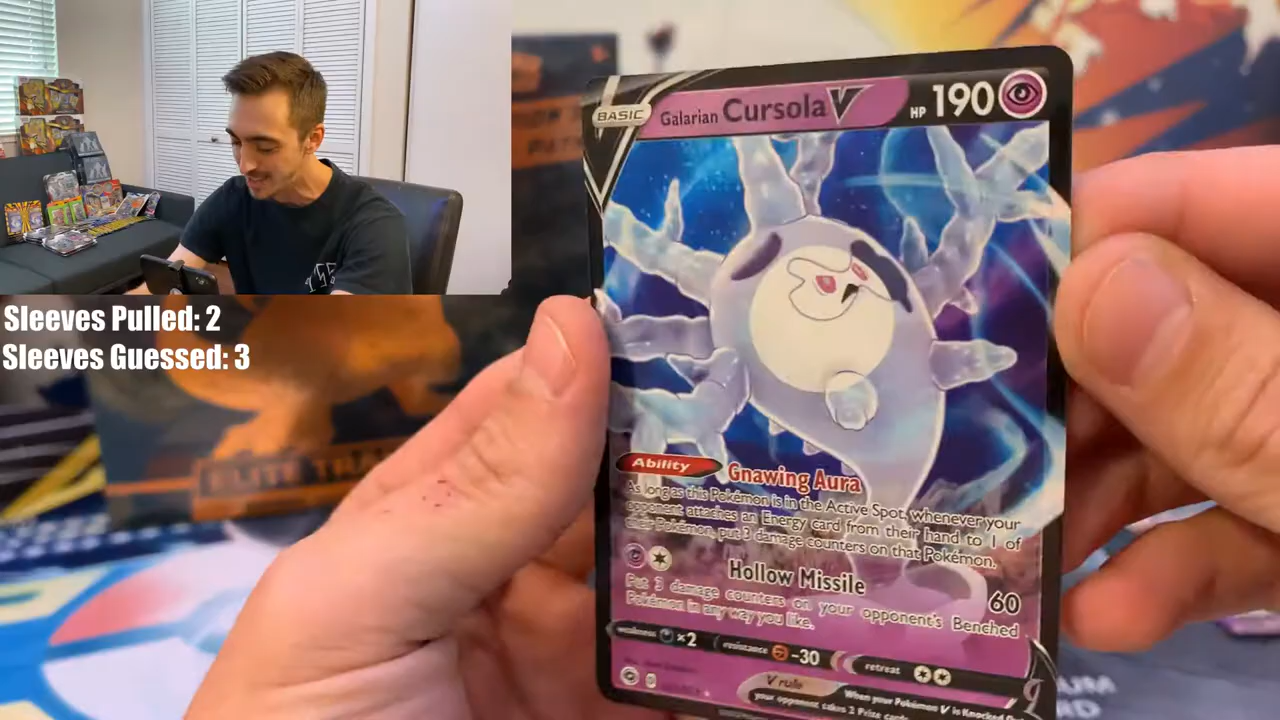 Sleeves Pulled: 2
Sleeves Guessed: 3
ELITE TRA
BASIC
Galarian Cursola V
HP 190
Ability Gnawing Aura
As long as this Pokémon is in the Active Spot, whenever your
opponent attaches an Energy card from their hand to 1 of
their Pokémon, put 3 damage counters on that Pokémon.
Hollow Missile 60
Put 3 damage counters on your opponent's Benched
Pokémon in any way you like.
weakness ×2 resistance -30 retreat
V rule
When your Pokémon V is Knocked
your opponent takes 2 Prize cards.